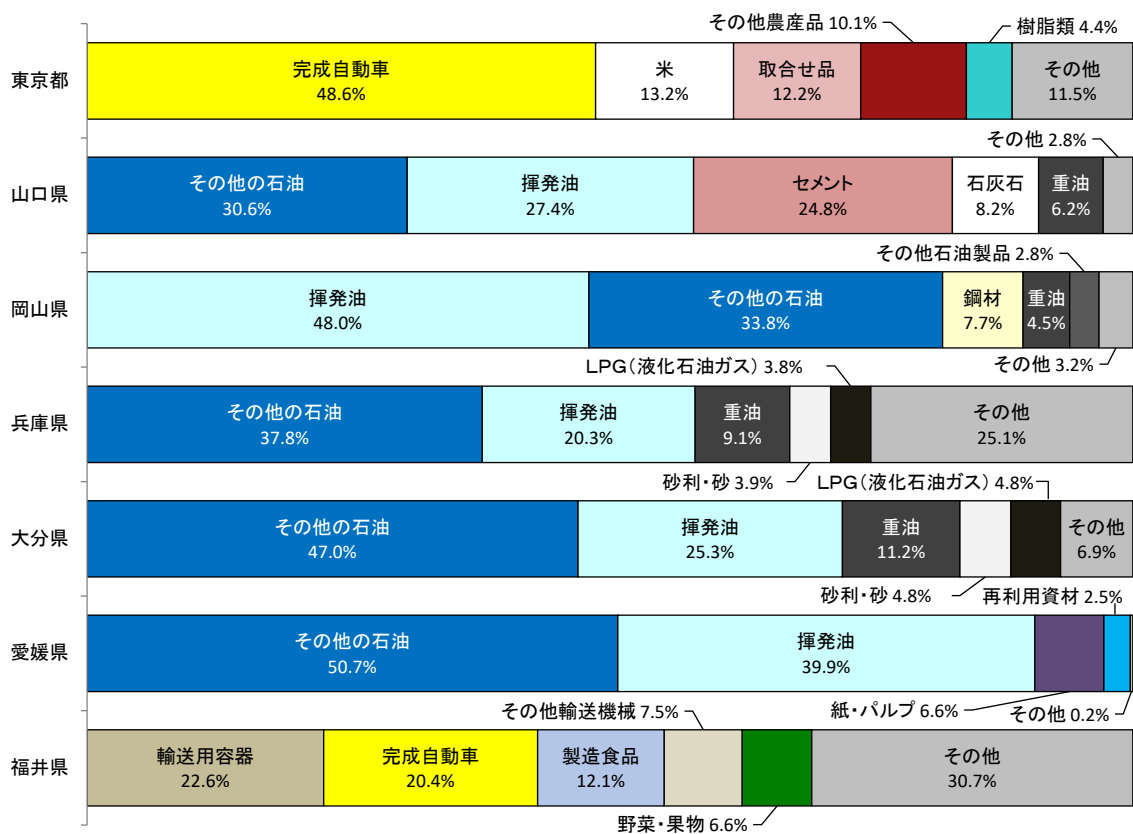 その他農産品 10.1%
樹脂類 4.4%
東京都
完成自動車
48.6%
米
13.2%
取合せ品
12.2%
その他
11.5%
その他 2.8%
山口県
その他の石油
30.6%
揮発油
27.4%
セメント
24.8%
石灰石
8.2%
重油
6.2%
その他石油製品 2.8%
岡山県
揮発油
48.0%
その他の石油
33.8%
鋼材
7.7%
重油
4.5%
その他 3.2%
LPG(液化石油ガス) 3.8%
兵庫県
その他の石油
37.8%
揮発油
20.3%
重油
9.1%
その他
25.1%
砂利・砂 3.9%
LPG(液化石油ガス) 4.8%
大分県
その他の石油
47.0%
揮発油
25.3%
重油
11.2%
その他
6.9%
砂利・砂 4.8%
再利用資材 2.5%
愛媛県
その他の石油
50.7%
揮発油
39.9%
紙・パルプ 6.6%
その他 0.2%
その他輸送機械 7.5%
福井県
輸送用容器
22.6%
完成自動車
20.4%
製造食品
12.1%
その他
30.7%
野菜・果物 6.6%